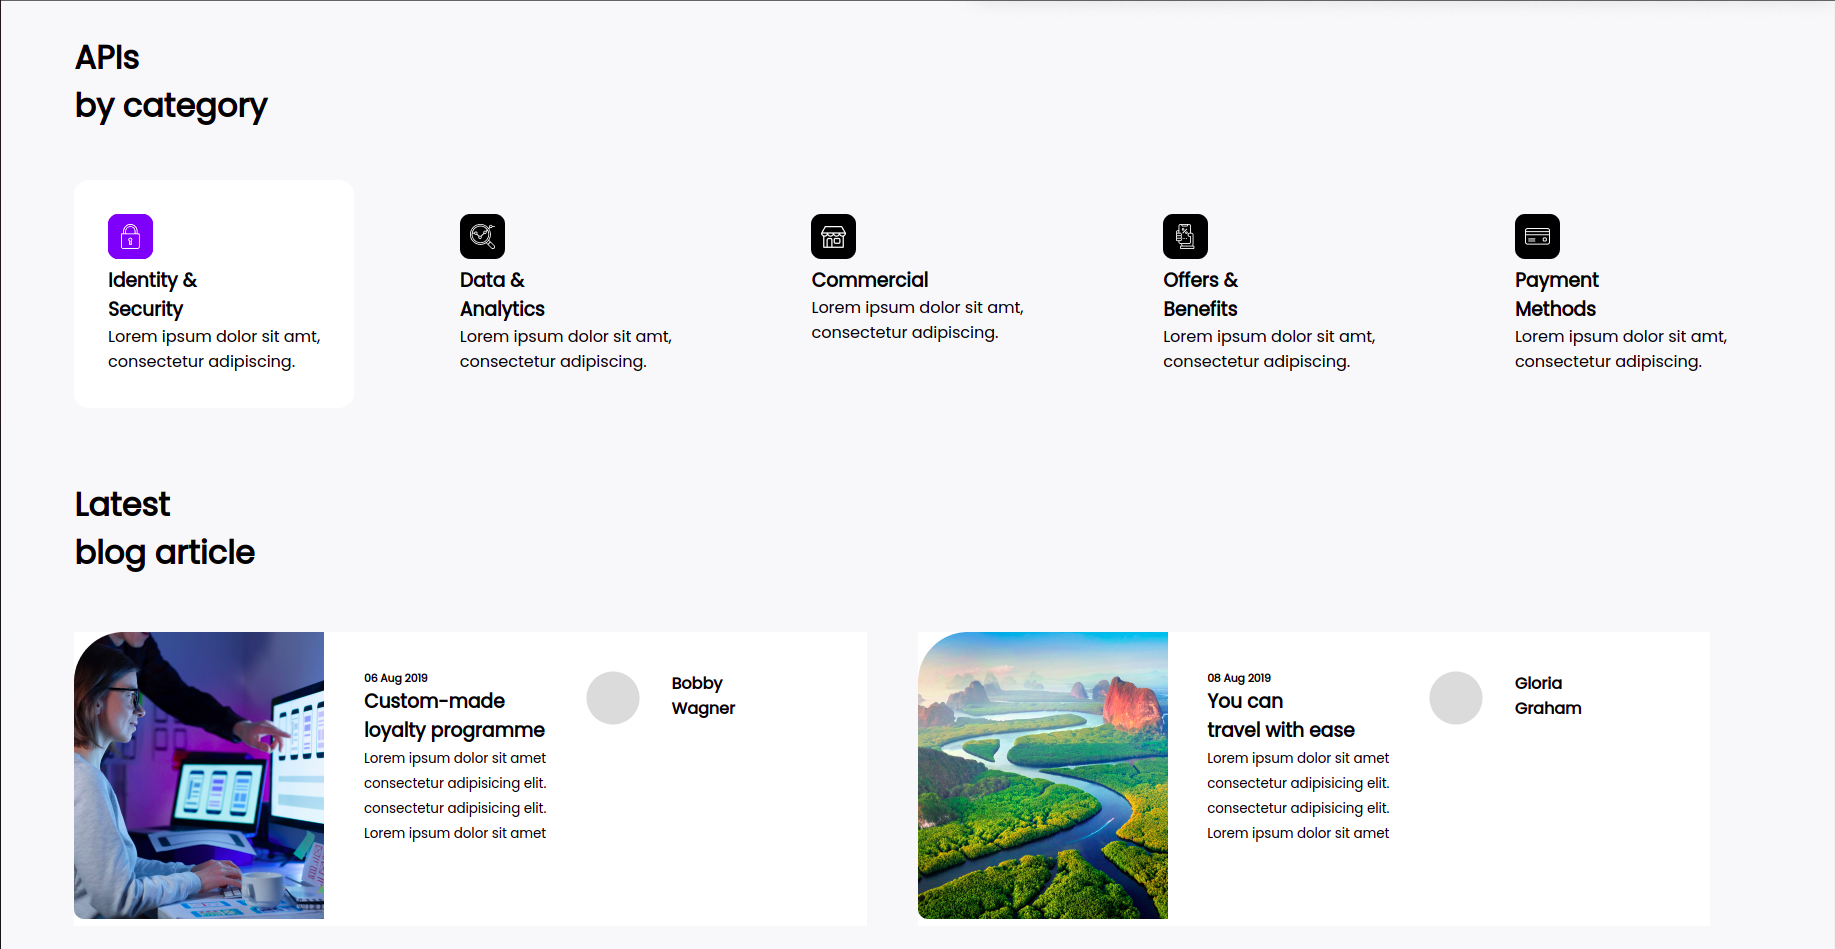 APIs
by category
Identity &
Security
Lorem ipsum dolor sit amt,
consectetur adipiscing.
Data &
Analytics
Lorem ipsum dolor sit amt,
consectetur adipiscing.
Commercial
Lorem ipsum dolor sit amt,
consectetur adipiscing.
Offers &
Benefits
Lorem ipsum dolor sit amt,
consectetur adipiscing.
Payment
Methods
Lorem ipsum dolor sit amt,
consectetur adipiscing.
Latest
blog article
06 Aug 2019
Custom-made
loyalty programme
Lorem ipsum dolor sit amet
consectetur adipisicing elit.
consectetur adipisicing elit.
Lorem ipsum dolor sit amet
Bobby
Wagner
08 Aug 2019
You can
travel with ease
Lorem ipsum dolor sit amet
consectetur adipisicing elit.
consectetur adipisicing elit.
Lorem ipsum dolor sit amet
Gloria
Graham